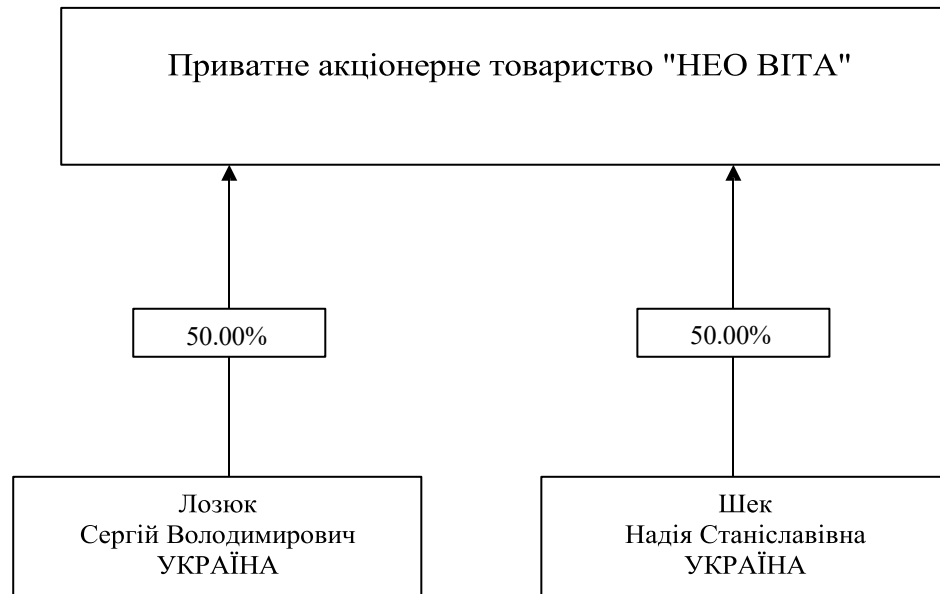 Приватне акціонерне товариство "НЕО ВІТА"
50.00%
50.00%
Лозюк
Сергій Володимирович
УКРАЇНА
Шек
Надія Станіславівна
УКРАЇНА